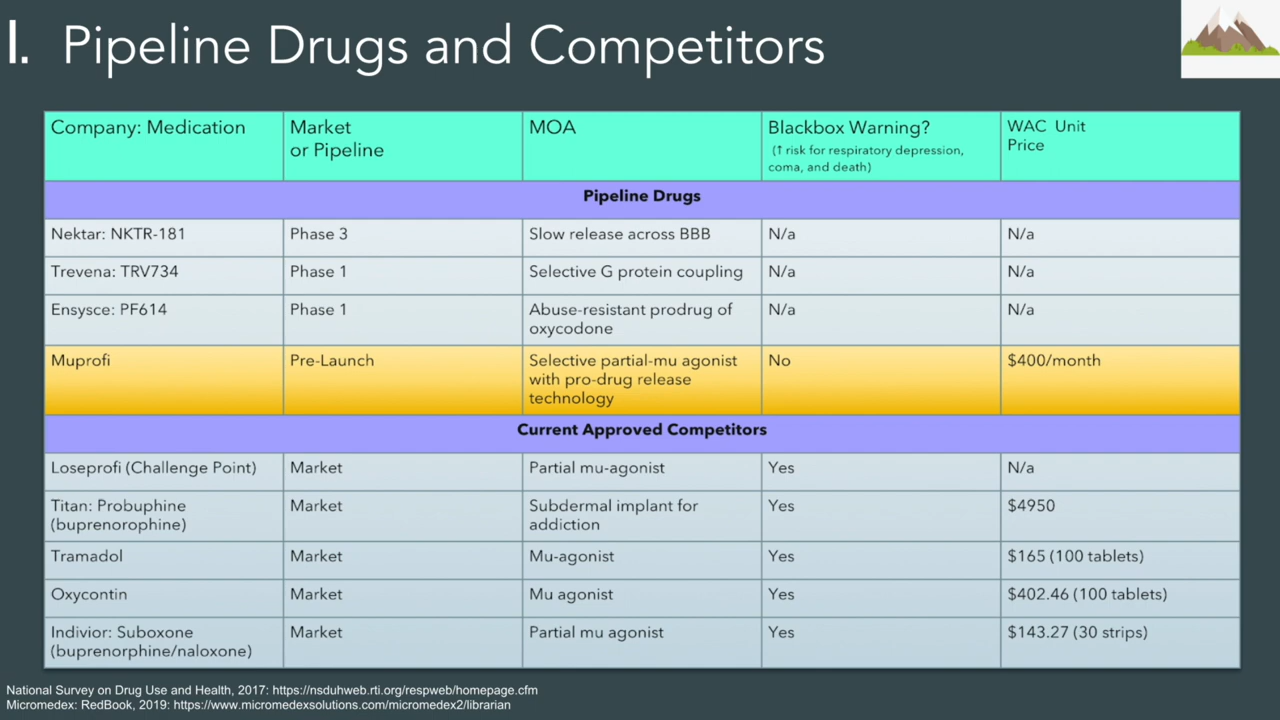 I. Pipeline Drugs and Competitors
Company: Medication
Market
or Pipeline
MOA
Blackbox Warning?
(↑ risk for respiratory depression,
coma, and death)
WAC Unit
Price
Pipeline Drugs
Nektar: NKTR-181
Phase 3
Slow release across BBB
N/a
N/a
Trevena: TRV734
Phase 1
Selective G protein coupling
N/a
N/a
Ensysce: PF614
Phase 1
Abuse-resistant prodrug of
oxycodone
N/a
N/a
Muprofi
Pre-Launch
Selective partial-mu agonist
with pro-drug release
technology
No
$400/month
Current Approved Competitors
Loseprofi (Challenge Point)
Market
Partial mu-agonist
Yes
N/a
Titan: Probuphine
(buprenorophine)
Market
Subdermal implant for
addiction
Yes
$4950
Tramadol
Market
Mu-agonist
Yes
$165 (100 tablets)
Oxycontin
Market
Mu agonist
Yes
$402.46 (100 tablets)
Indivior: Suboxone
(buprenorphine/naloxone)
Market
Partial mu agonist
Yes
$143.27 (30 strips)
National Survey on Drug Use and Health, 2017: https://nsduhweb.rti.org/respweb/homepage.cfm
Micromedex: RedBook, 2019: https://www.micromedexsolutions.com/micromedex2/librarian